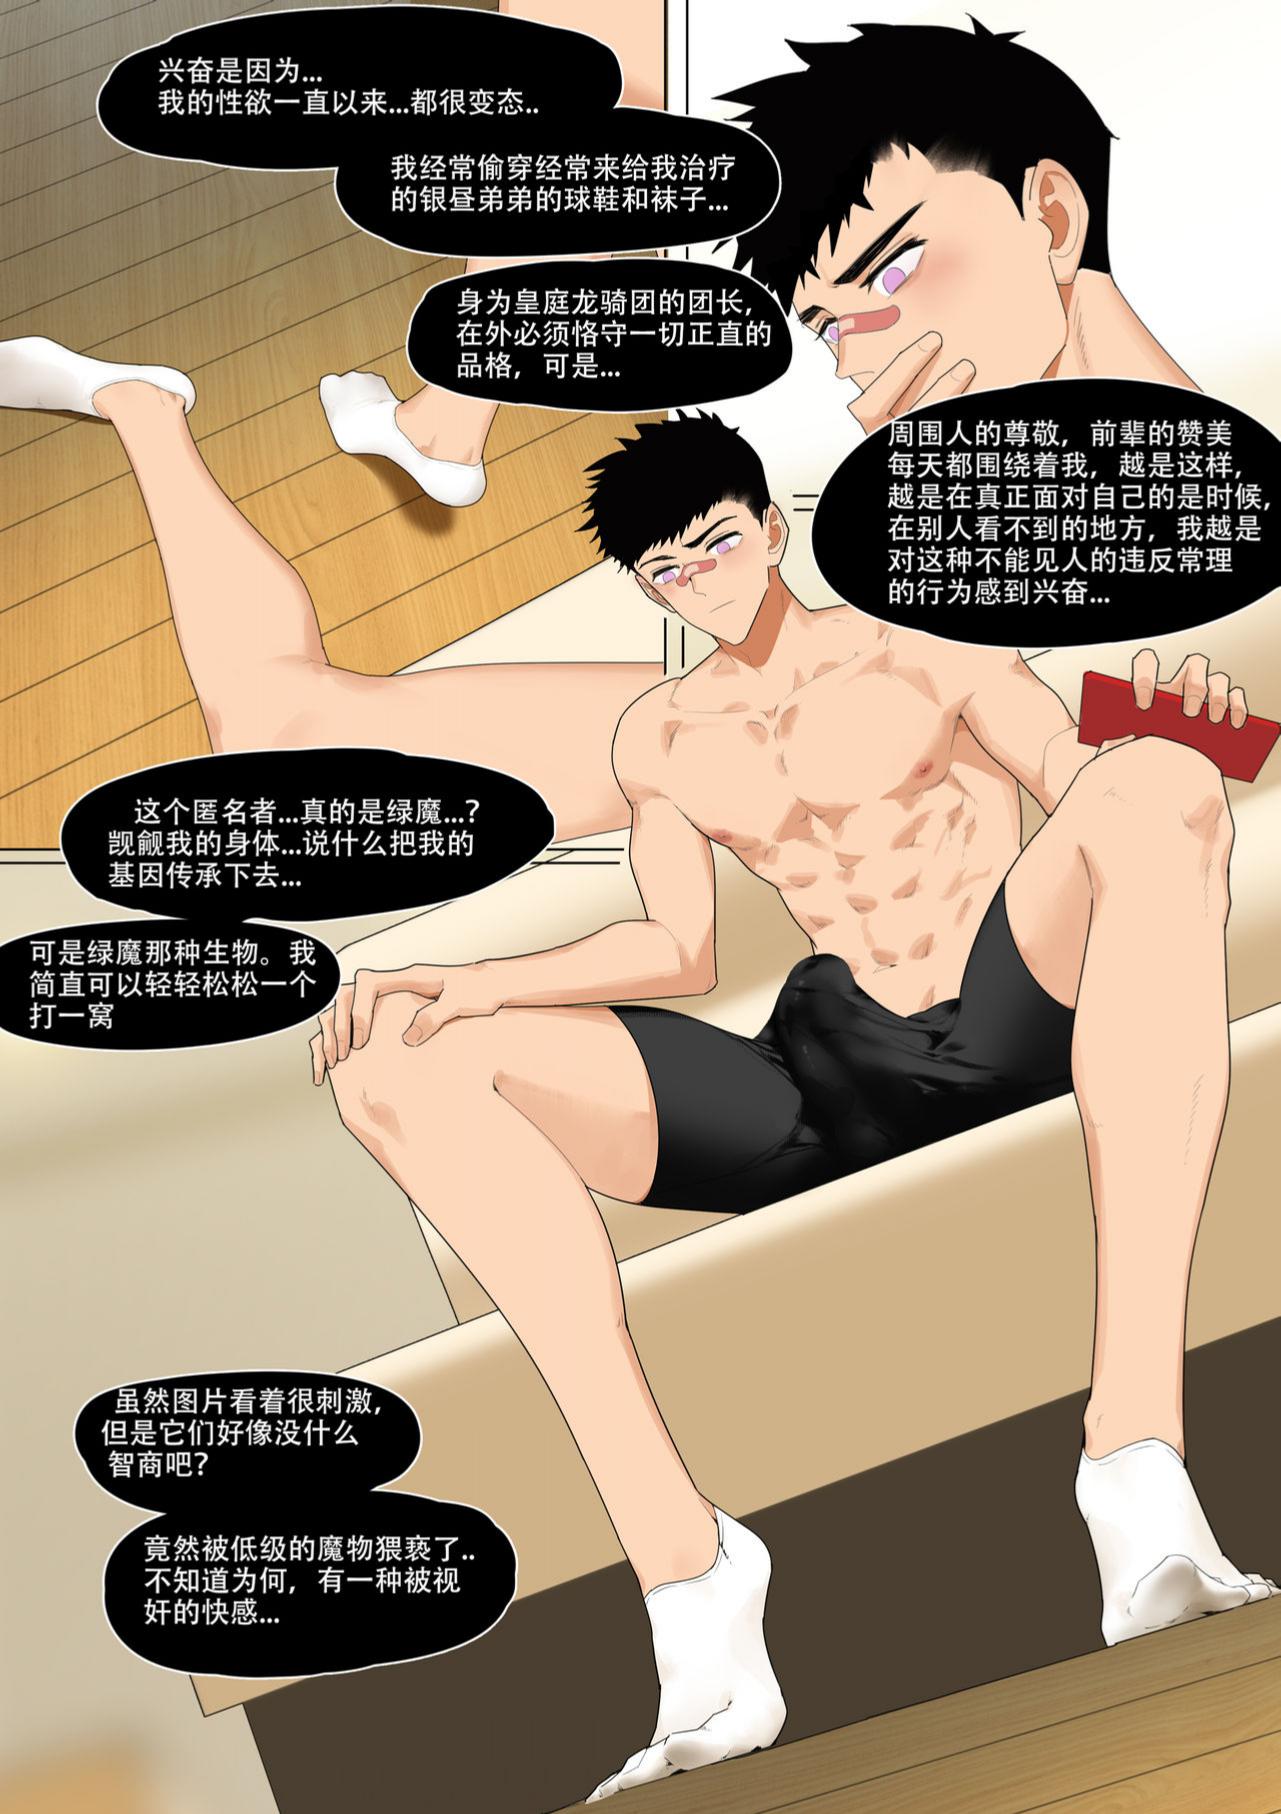 兴奋是因为...
我的性欲一直以来...都很变态..
我经常偷穿经常来给我治疗
的银昼弟弟的球鞋和袜子...
身为皇庭龙骑团的团长，
在外必须恪守一切正直的
品格，可是...
周围人的尊敬，前辈的赞美
每天都围绕着我，越是这样，
越是在真正面对自己的是时候，
在别人看不到的地方，我越是
对这种不能见人的违反常理
的行为感到兴奋...
这个匿名者...真的是绿魔...？
觊觎我的身体...说什么把我的
基因传承下去...
可是绿魔那种生物。我
简直可以轻轻松松一个
打一窝
虽然图片看着很刺激，
但是它们好像没什么
智商吧？
竟然被低级的魔物猥亵了..
不知道为何，有一种被视
奸的快感...